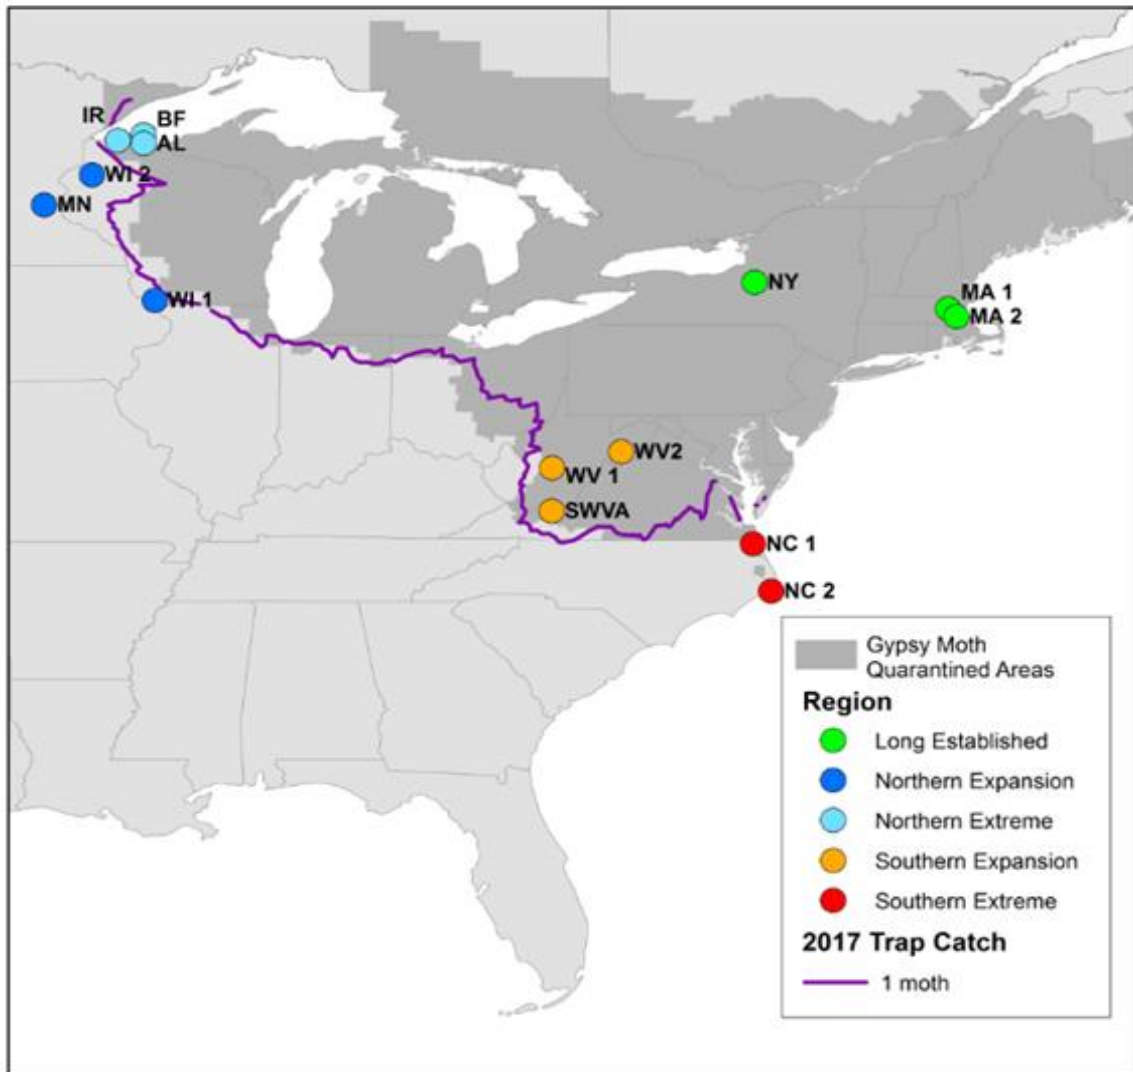 IR
BF
AL
WI 2
MN
WI 1
NY
MA 1
MA 2
WV2
WV 1
SWVA
NC 1
NC 2
Gypsy Moth
Quarantined Areas
Region
Long Established
Northern Expansion
Northern Extreme
Southern Expansion
Southern Extreme
2017 Trap Catch
1 moth